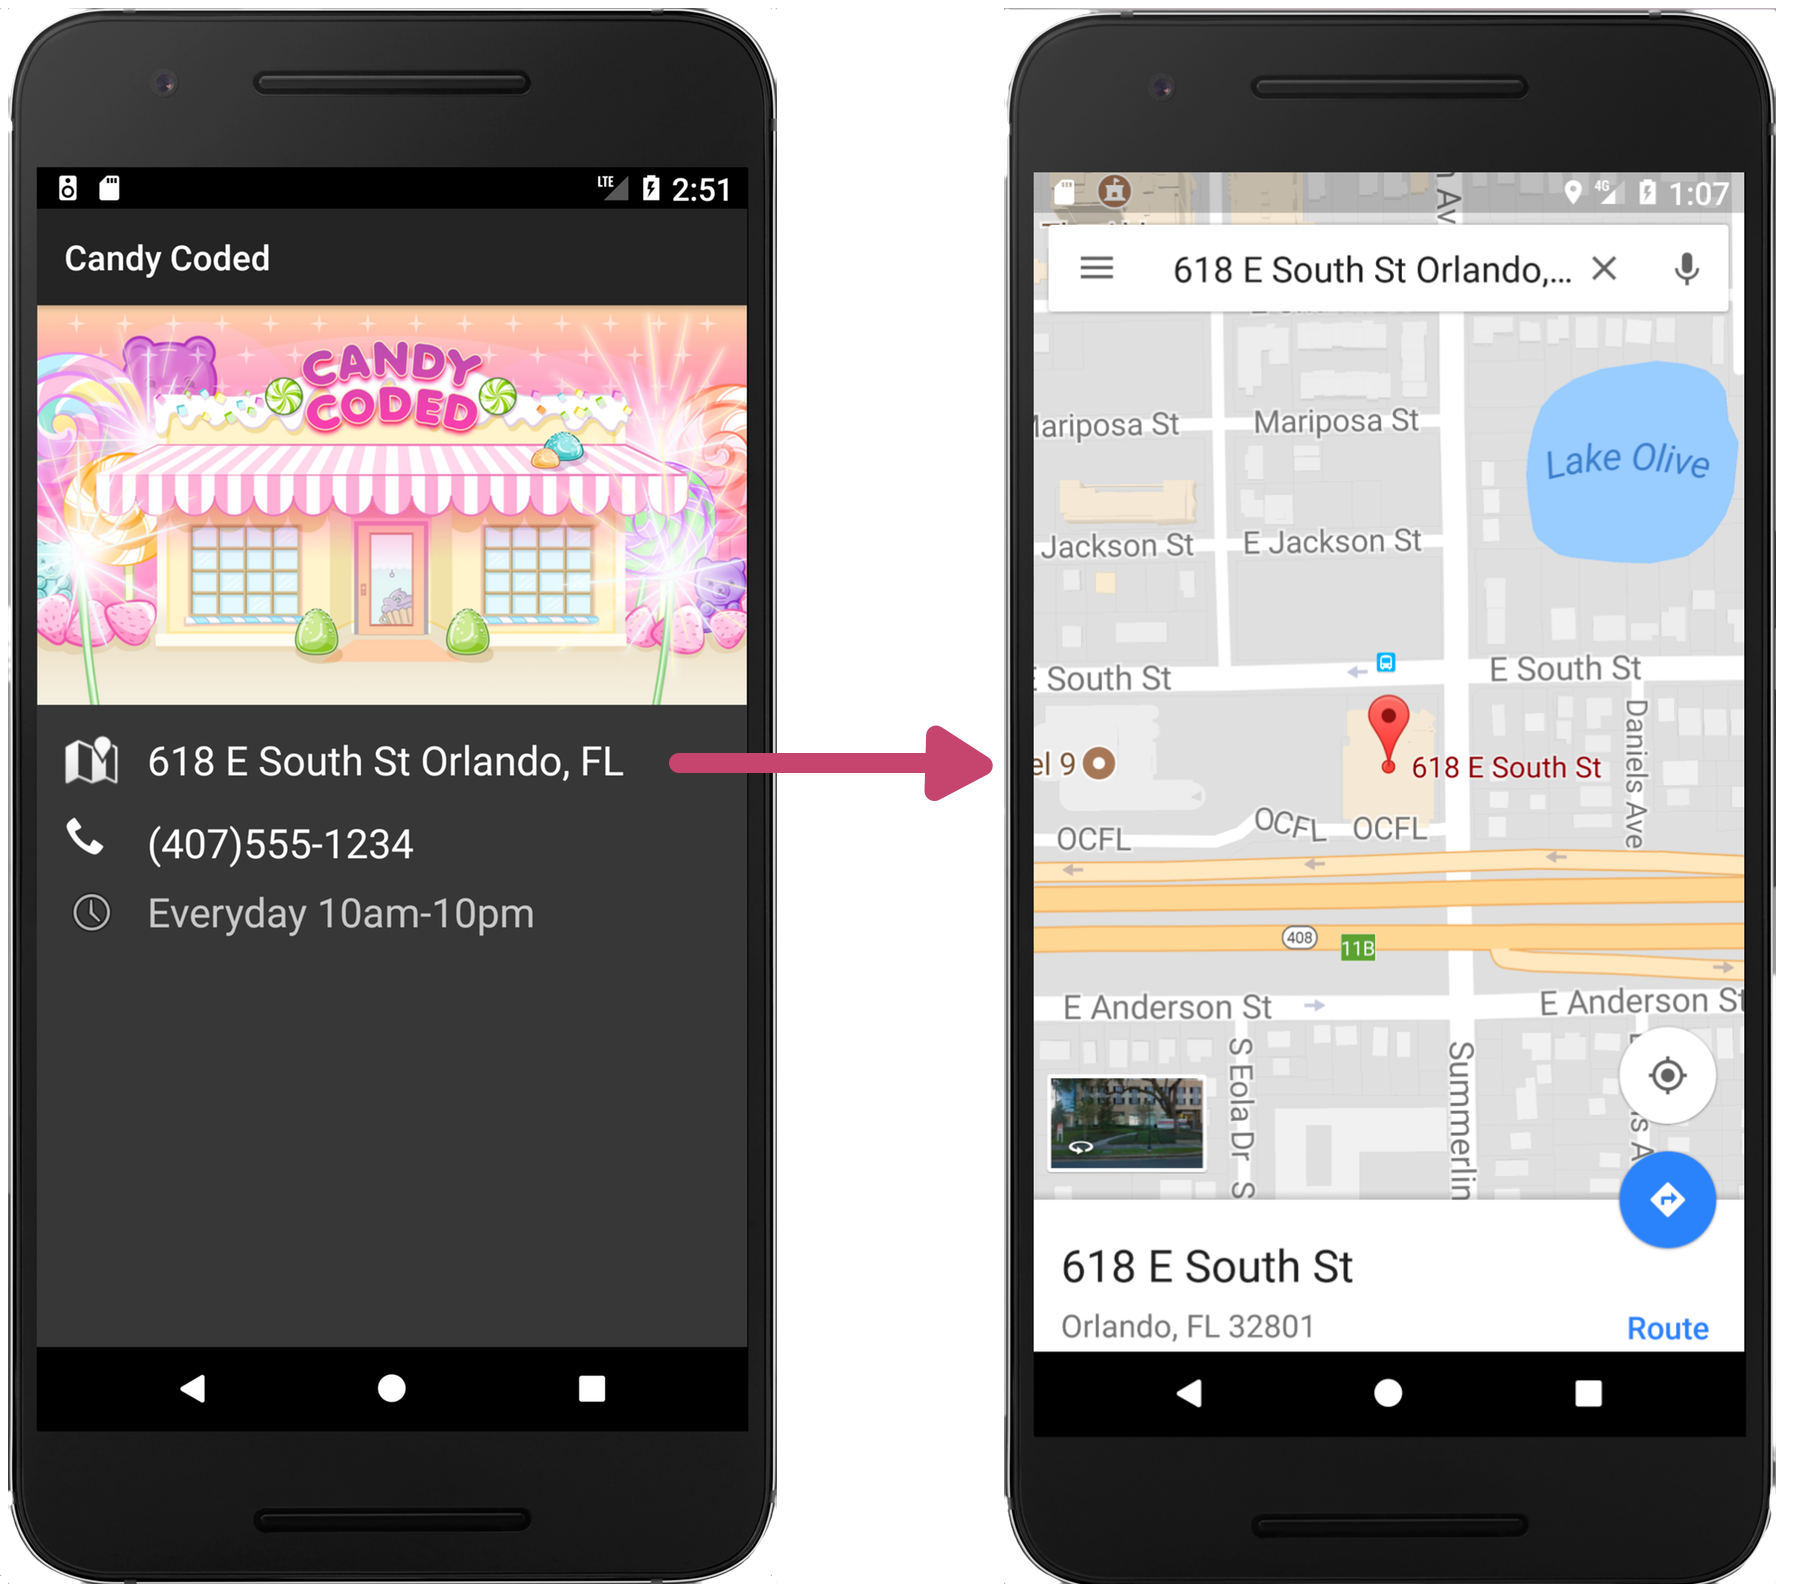 LTE 2:51
Candy Coded
CANDY
CODED
618 E South St Orlando, FL
(407)555-1234
Everyday 10am-10pm
4G 1:07
618 E South St Orlando,...
Mariposa St
Lake Olive
Jackson St
E Jackson St
E South St
South St
618 E South St
Daniels Ave
el 9
OCFL
OCFL
OCFL
408
11B
E Anderson St
E Anderson St
S Eola Dr
S
Summerlin
618 E South St
Orlando, FL 32801
Route